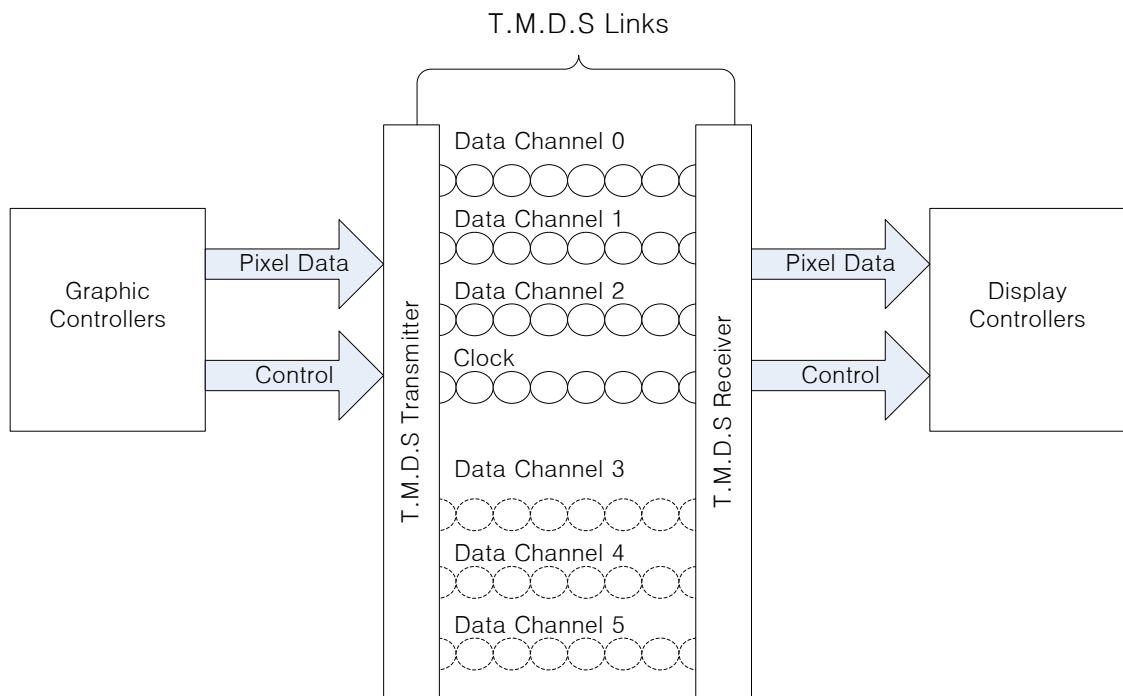 T.M.D.S Links
Graphic
Controllers
Pixel Data
Control
T.M.D.S Transmitter
Data Channel 0
Data Channel 1
Data Channel 2
Clock
Data Channel 3
Data Channel 4
Data Channel 5
T.M.D.S Receiver
Pixel Data
Control
Display
Controllers